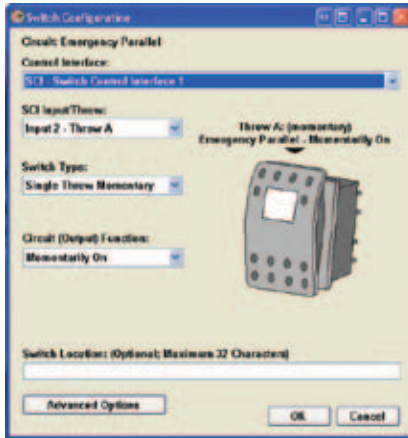 Switch Configuration
Circuit: Emergency Parallel
Control Interface:
SCI - Switch Control Interface 1
SCI Input/Throw:
Input 2 - Throw A
Throw A: (momentary)
Emergency Parallel - Momentarily On
Switch Type:
Single Throw Momentary
Circuit (Output) Function:
Momentarily On
Switch Location: (Optional; Maximum 32 Characters)
Advanced Options
OK
Cancel